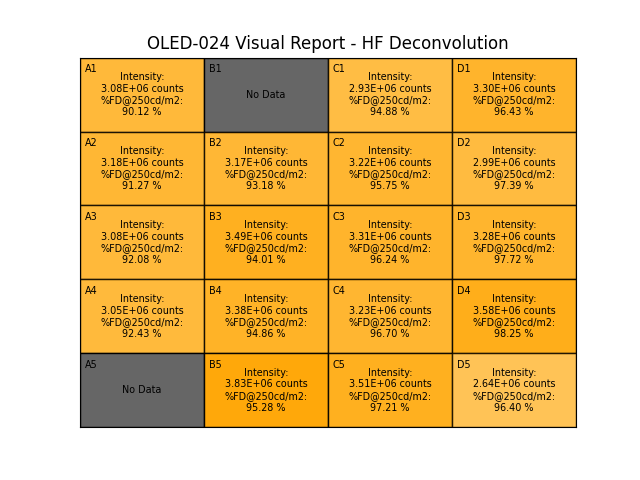 OLED-024 Visual Report - HF Deconvolution
A1
Intensity:
3.08E+06 counts
%FD@250cd/m2:
90.12 %
B1
No Data
C1
Intensity:
2.93E+06 counts
%FD@250cd/m2:
94.88 %
D1
Intensity:
3.30E+06 counts
%FD@250cd/m2:
96.43 %
A2
Intensity:
3.18E+06 counts
%FD@250cd/m2:
91.27 %
B2
Intensity:
3.17E+06 counts
%FD@250cd/m2:
93.18 %
C2
Intensity:
3.22E+06 counts
%FD@250cd/m2:
95.75 %
D2
Intensity:
2.99E+06 counts
%FD@250cd/m2:
97.39 %
A3
Intensity:
3.08E+06 counts
%FD@250cd/m2:
92.08 %
B3
Intensity:
3.49E+06 counts
%FD@250cd/m2:
94.01 %
C3
Intensity:
3.31E+06 counts
%FD@250cd/m2:
96.24 %
D3
Intensity:
3.28E+06 counts
%FD@250cd/m2:
97.72 %
A4
Intensity:
3.05E+06 counts
%FD@250cd/m2:
92.43 %
B4
Intensity:
3.38E+06 counts
%FD@250cd/m2:
94.86 %
C4
Intensity:
3.23E+06 counts
%FD@250cd/m2:
96.70 %
D4
Intensity:
3.58E+06 counts
%FD@250cd/m2:
98.25 %
A5
No Data
B5
Intensity:
3.83E+06 counts
%FD@250cd/m2:
95.28 %
C5
Intensity:
3.51E+06 counts
%FD@250cd/m2:
97.21 %
D5
Intensity:
2.64E+06 counts
%FD@250cd/m2:
96.40 %